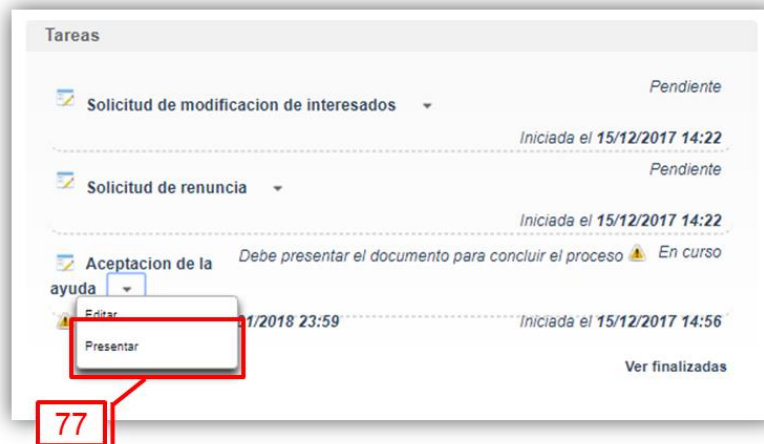 Tareas
Pendiente
Solicitud de modificacion de interesados
Iniciada el 15/12/2017 14:22
Pendiente
Solicitud de renuncia
Iniciada el 15/12/2017 14:22
Aceptacion de la Debe presentar el documento para concluir el proceso En curso
ayuda
Editar
01/2018 23:59 Iniciada el 15/12/2017 14:56
Presentar
Ver finalizadas
77